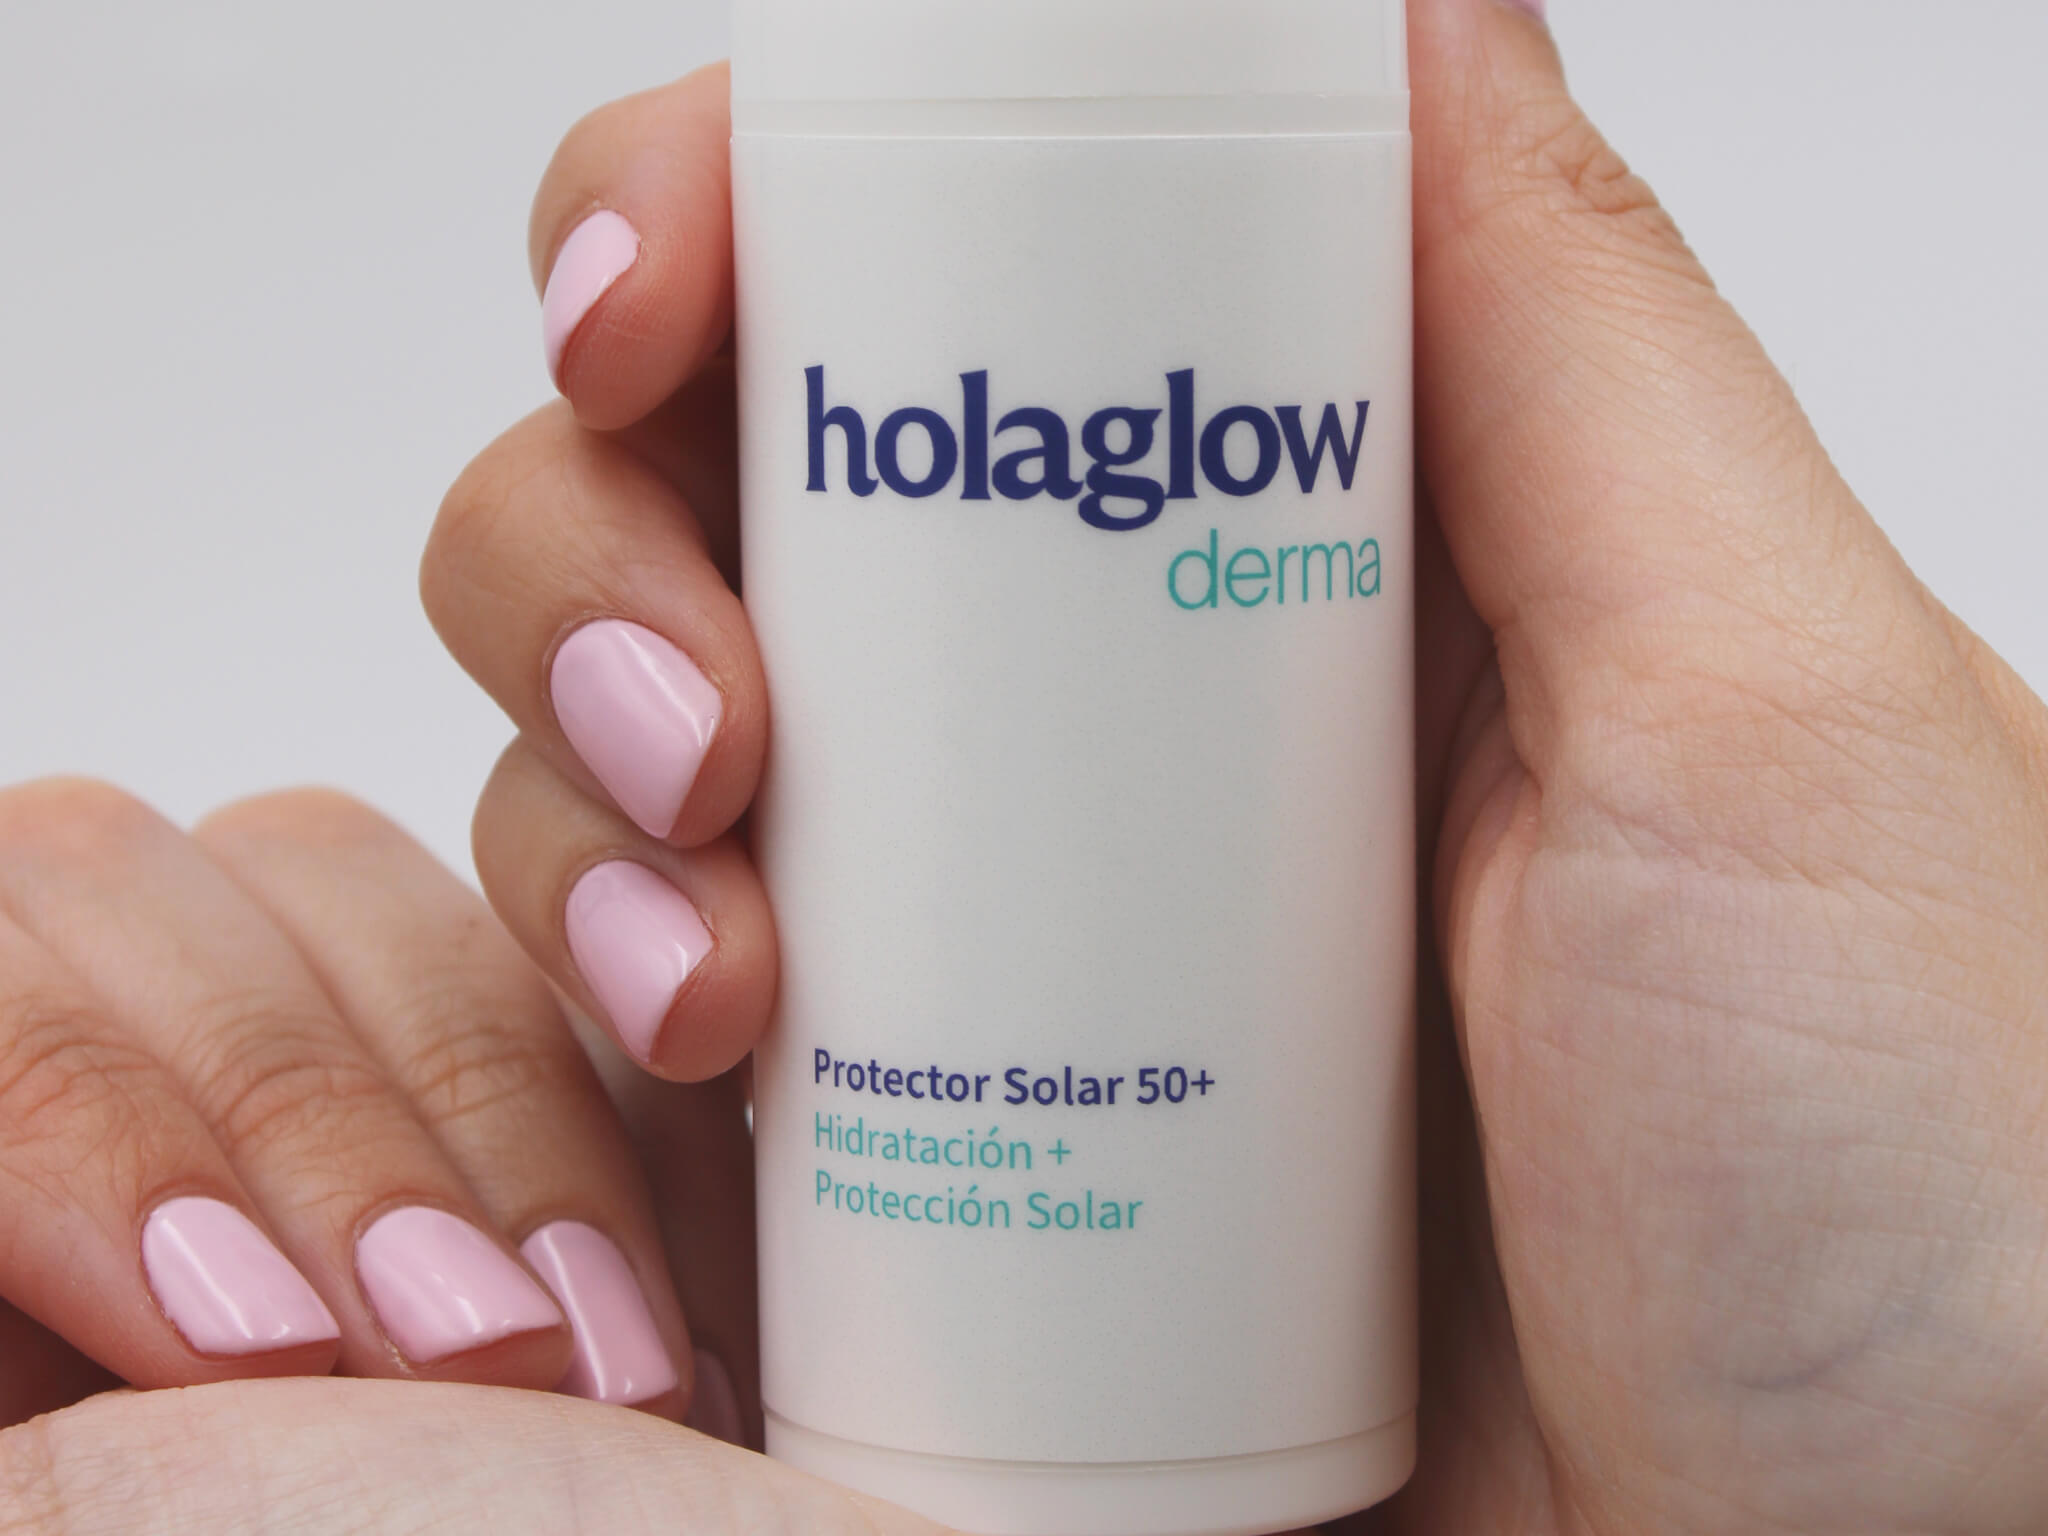 holaglow
derma
Protector Solar 50+
Hidratación +
Protección Solar